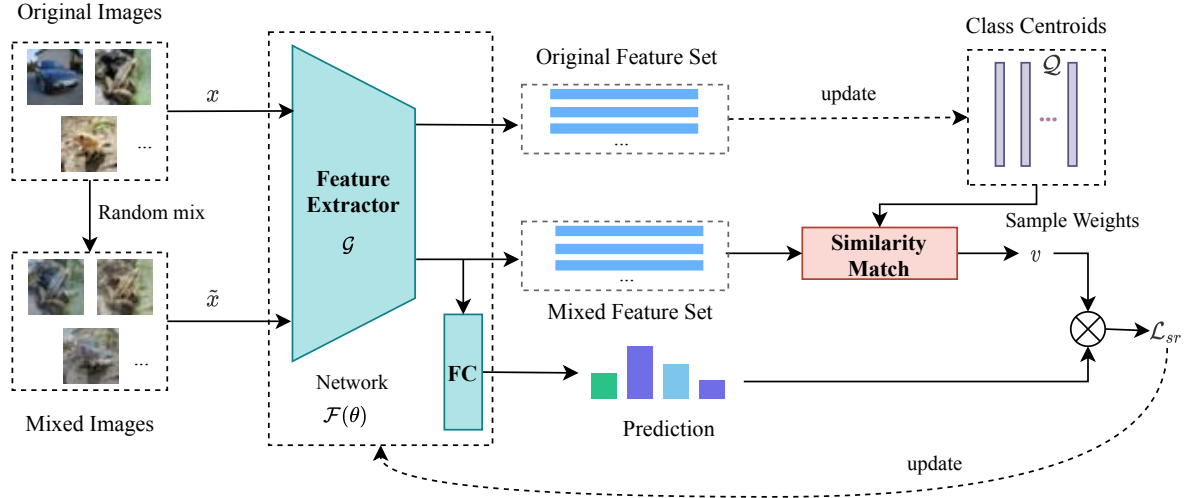 Original Images
...
x
Random mix
...
x̃
Mixed Images
Feature
Extractor
𝒢
FC
Network
ℱ(θ)
Original Feature Set
...
...
Mixed Feature Set
Prediction
update
Class Centroids
𝒬
...
Similarity
Match
Sample Weights
v
ℒsr
update